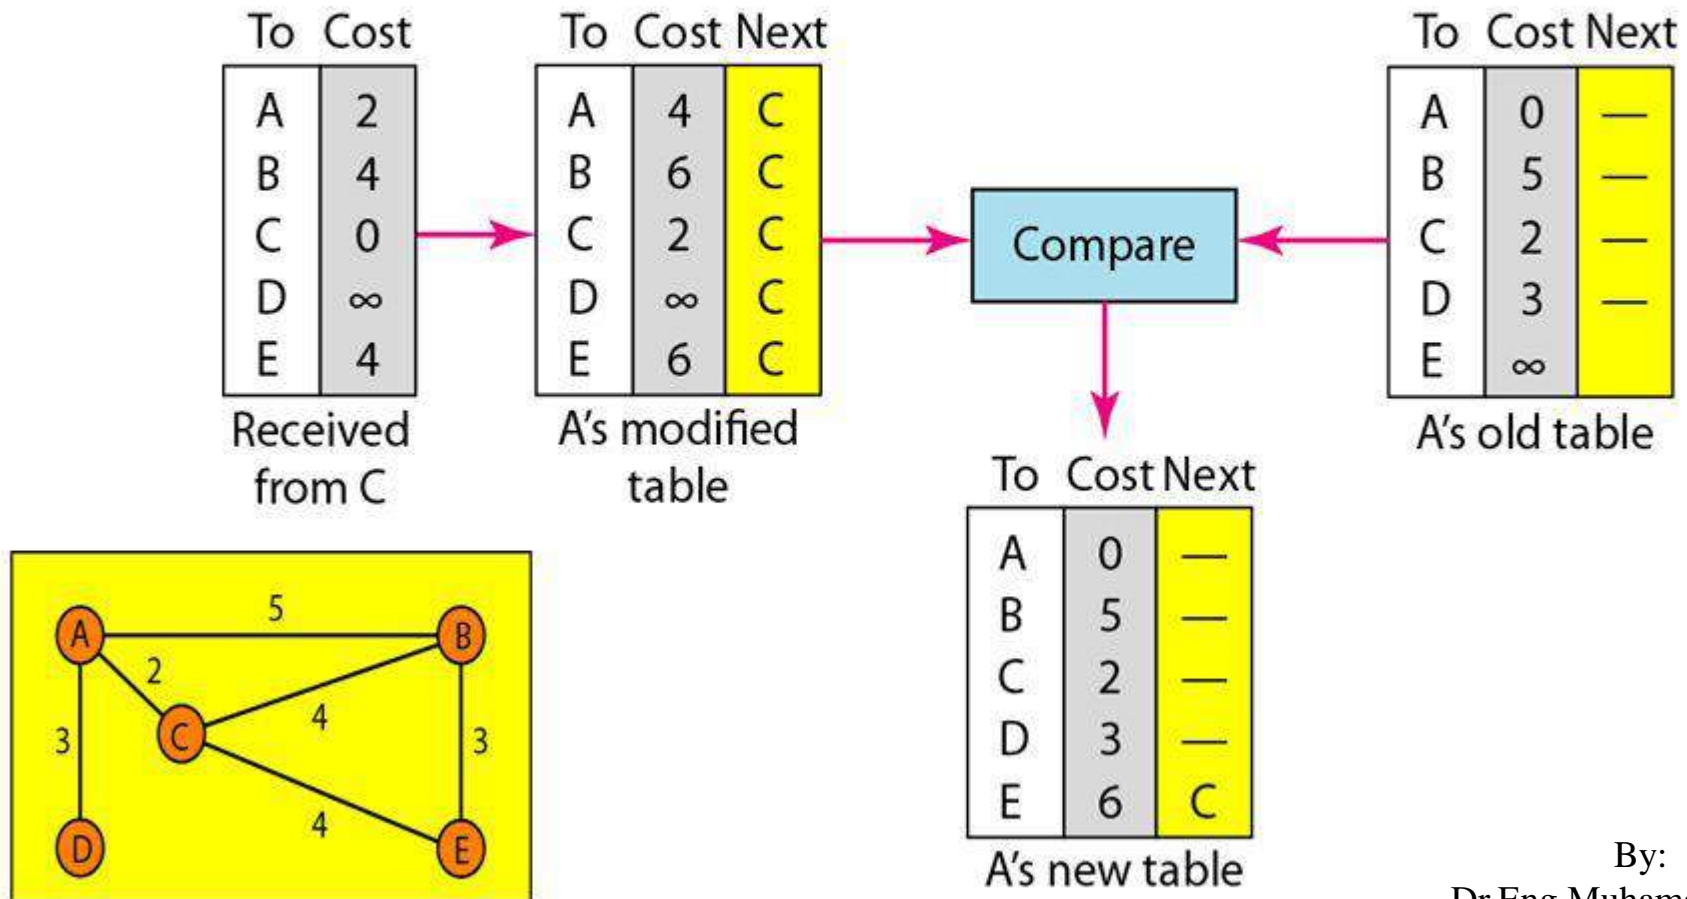 To Cost
A 2
B 4
C 0
D ∞
E 4
Received
from C
To Cost Next
A 4 C
B 6 C
C 2 C
D ∞ C
E 6 C
A's modified
table
Compare
To Cost Next
A 0 —
B 5 —
C 2 —
D 3 —
E ∞
A's old table
To Cost Next
A 0 —
B 5 —
C 2 —
D 3 —
E 6 C
A's new table
A 5 B
2
3 C 4 3
4
D E
By:
Dr.Eng